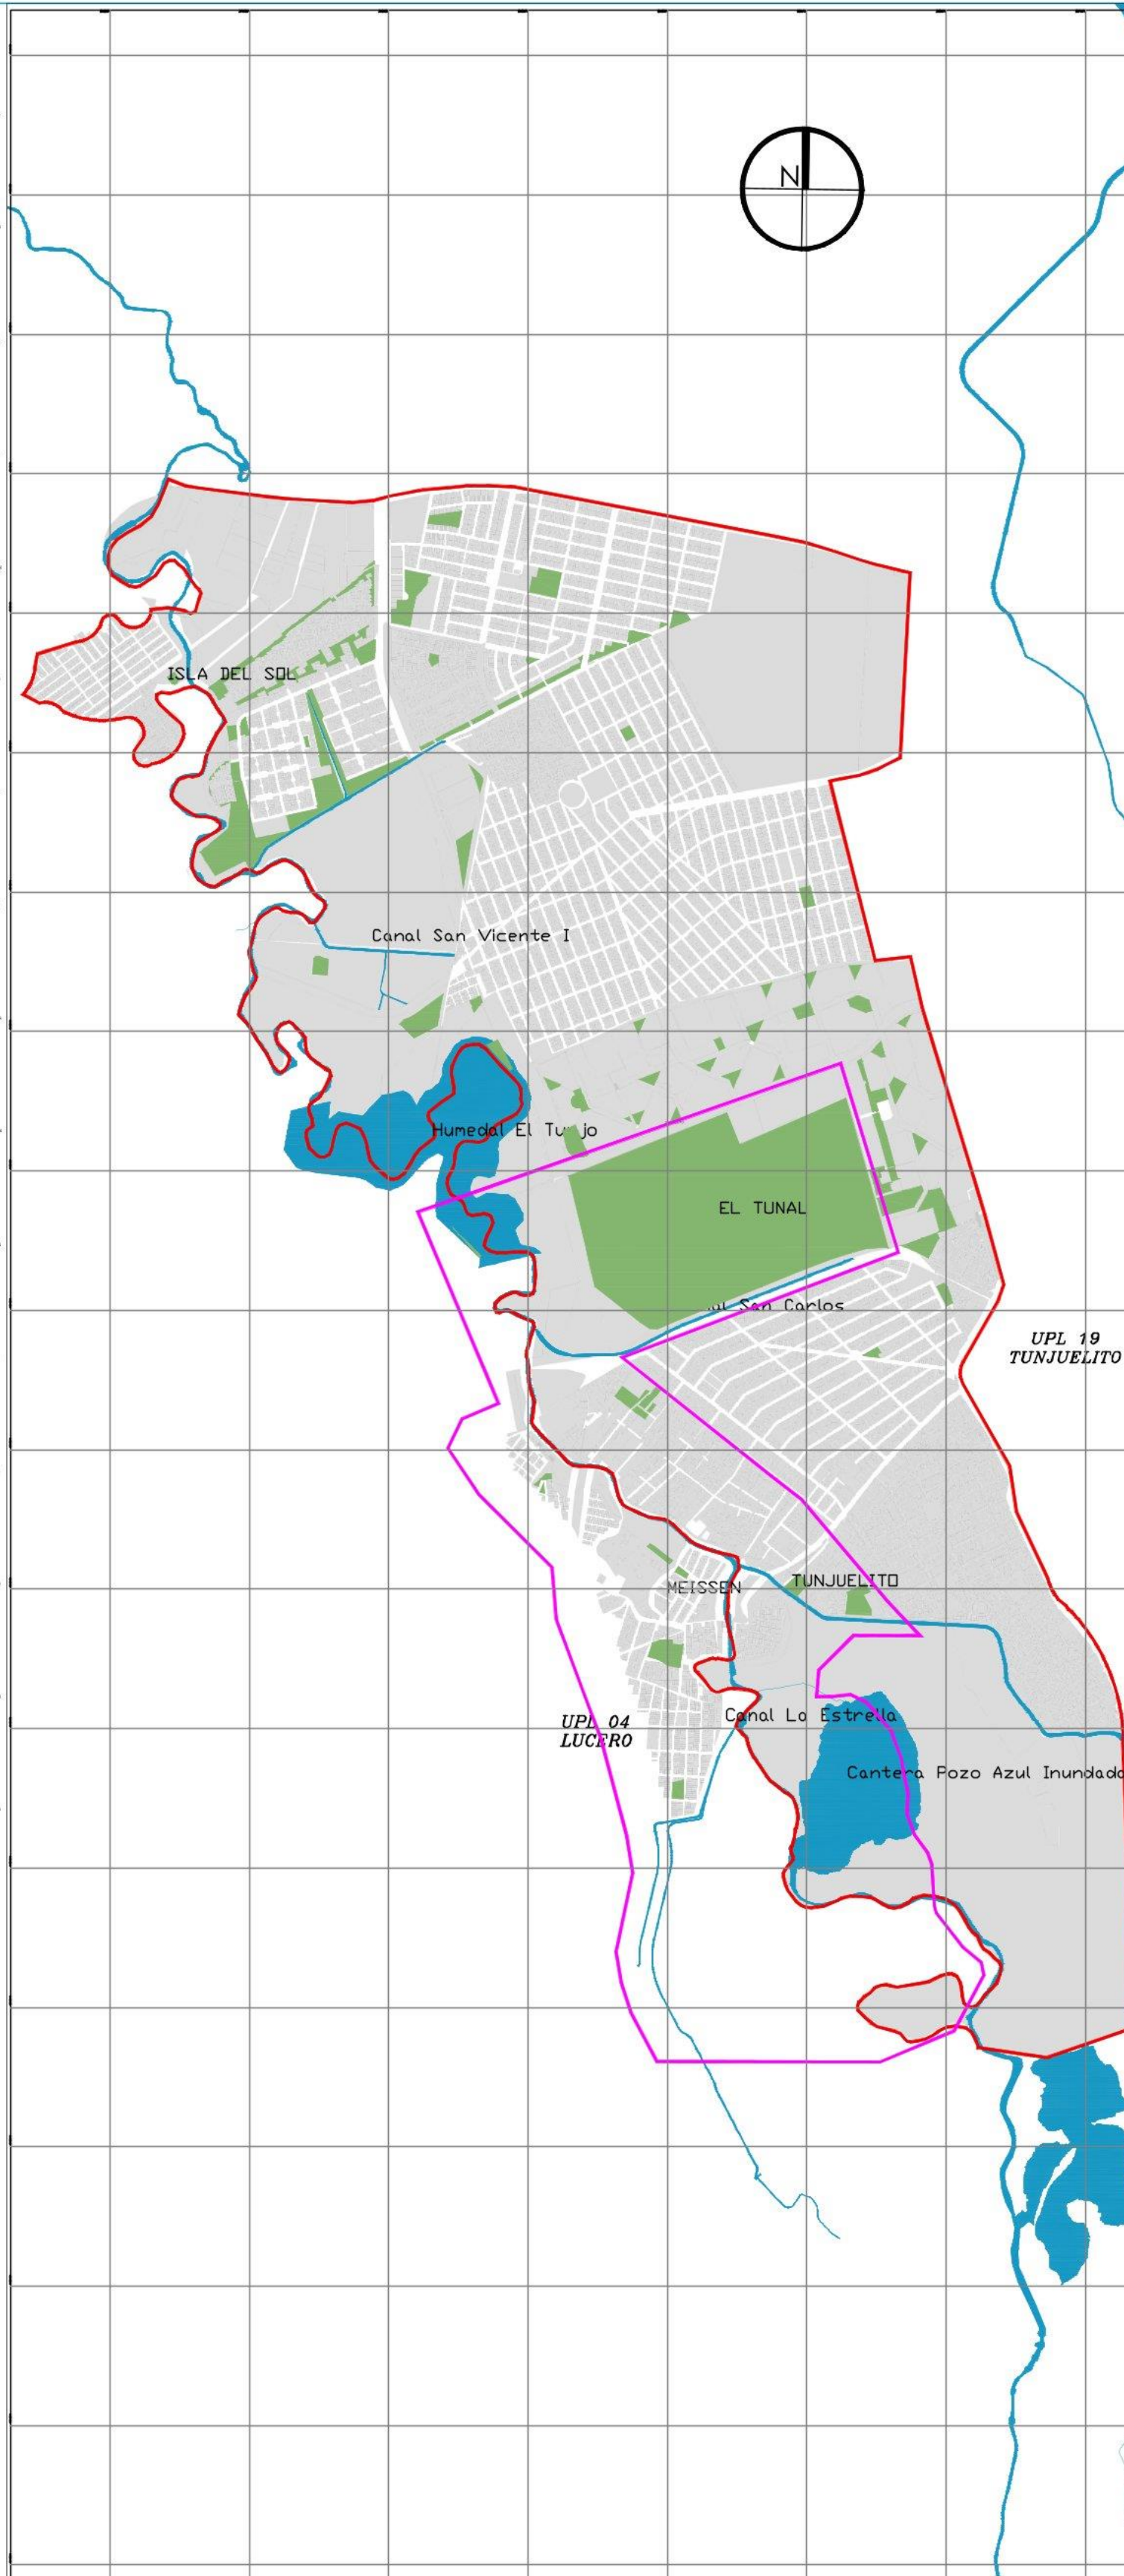 N
ISLA DEL SOL
Canal San Vicente I
Humedal El Tunjo
EL TUNAL
San Carlos
UPL 19
TUNJUELITO
TUNJUELITO
MEISSEN
Canal La Estrella
UPL 04
LUCERO
Cantera Pozo Azul Inundado